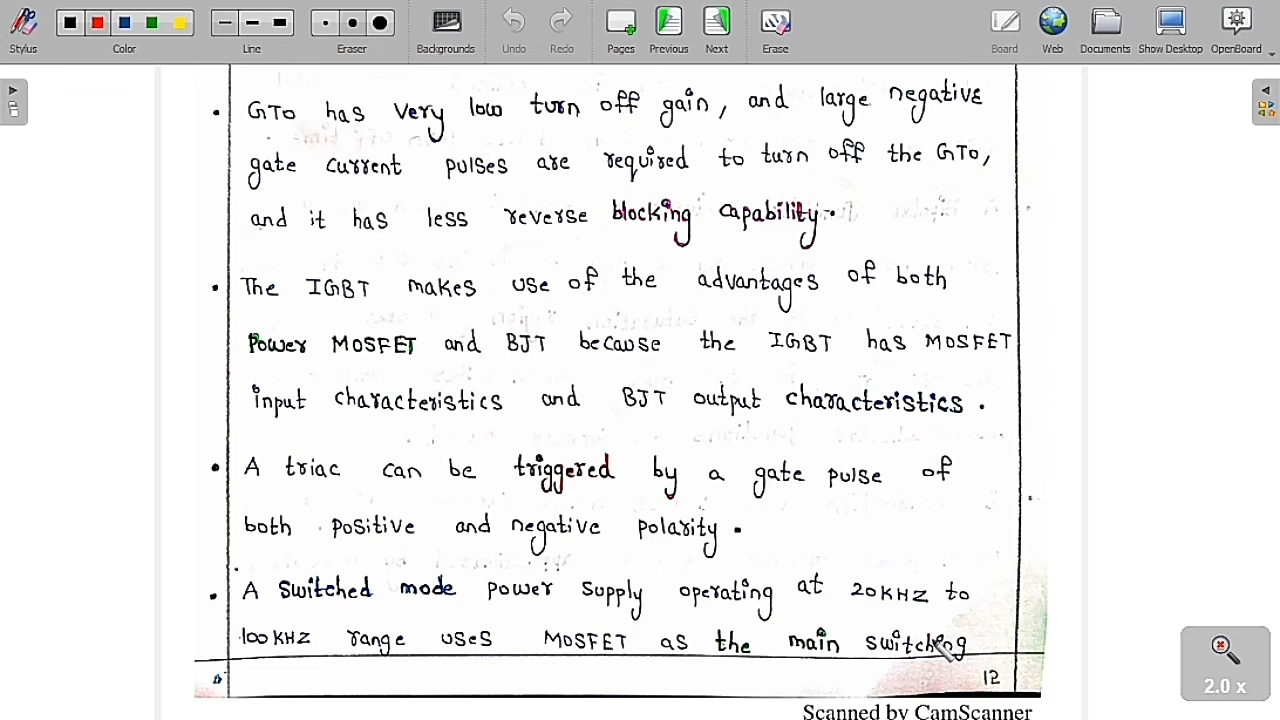 Stylus
Color
Line
Eraser
Backgrounds
Undo
Redo
Pages
Previous
Next
Erase
Board
Web
Documents
Show Desktop
OpenBoard
• GTO has very low turn off gain, and large negative
gate current pulses are required to turn off the GTO,
and it has less reverse blocking capability.
• The IGBT makes use of the advantages of both
Power MOSFET and BJT because the IGBT has MOSFET
input characteristics and BJT output characteristics.
• A triac can be triggered by a gate pulse of
both positive and negative polarity.
• A switched mode power supply operating at 20KHZ to
100KHZ range uses MOSFET as the main switching
12
Scanned by CamScanner
2.0 x